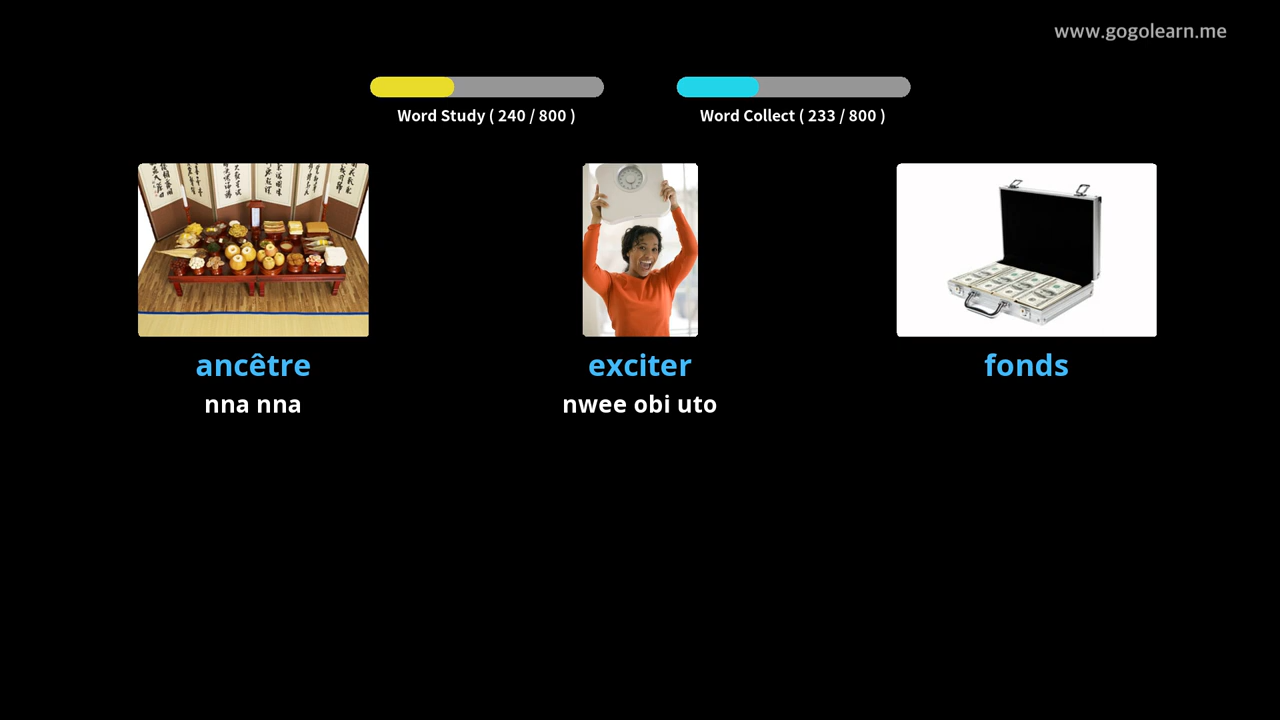 www.gogolearn.me
Word Study ( 240 / 800 )
Word Collect ( 233 / 800 )
ancêtre
nna nna
exciter
nwee obi uto
fonds